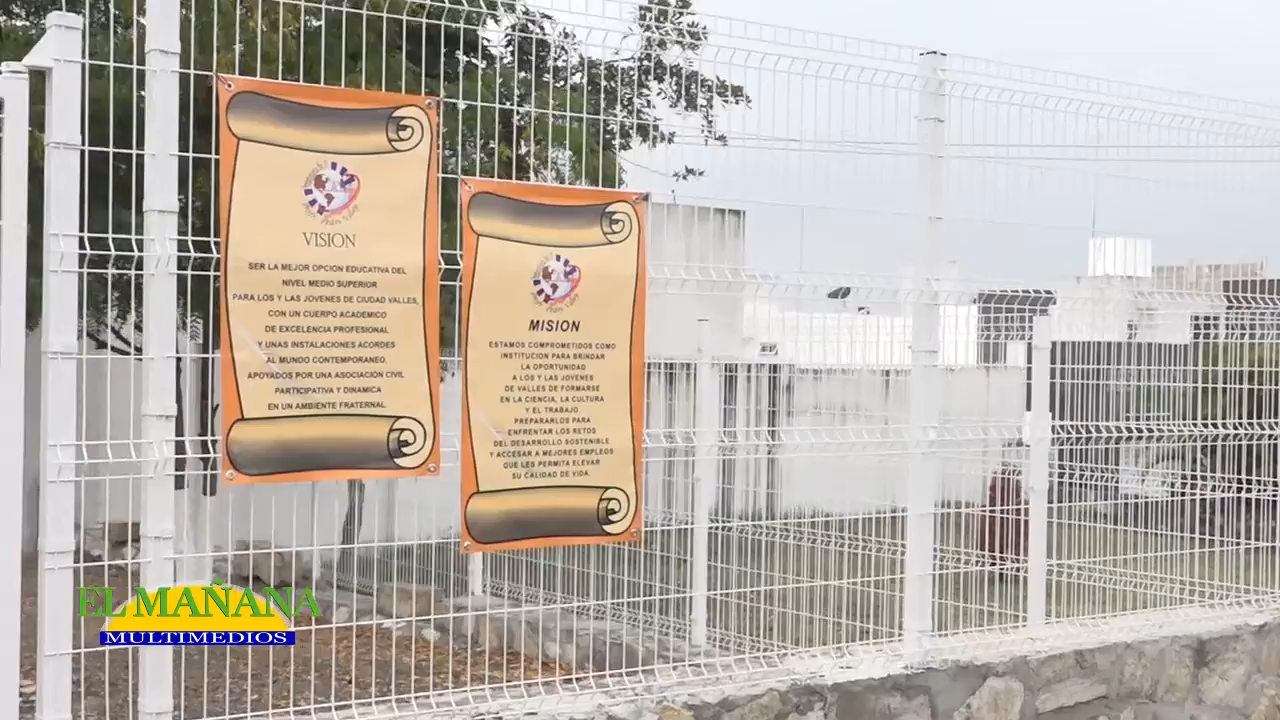 VISION
SER LA MEJOR OPCION EDUCATIVA DEL
NIVEL MEDIO SUPERIOR
PARA LOS Y LAS JOVENES DE CIUDAD VALLES,
CON UN CUERPO ACADEMICO
DE EXCELENCIA PROFESIONAL
Y UNAS INSTALACIONES ACORDES
AL MUNDO CONTEMPORANEO,
APOYADOS POR UNA ASOCIACIÓN CIVIL
PARTICIPATIVA Y DINAMICA
EN UN AMBIENTE FRATERNAL
MISION
ESTAMOS COMPROMETIDOS COMO
INSTITUCION PARA BRINDAR
LA OPORTUNIDAD
A LOS Y LAS JOVENES
DE VALLES DE FORMARSE
EN LA CIENCIA, LA CULTURA
Y EL TRABAJO.
PREPARARLOS PARA
ENFRENTAR LOS RETOS
DEL DESARROLLO SOSTENIBLE
Y ACCESAR A MEJORES EMPLEOS
QUE LES PERMITA ELEVAR
SU CALIDAD DE VIDA.
EL MAÑANA
MULTIMEDIOS